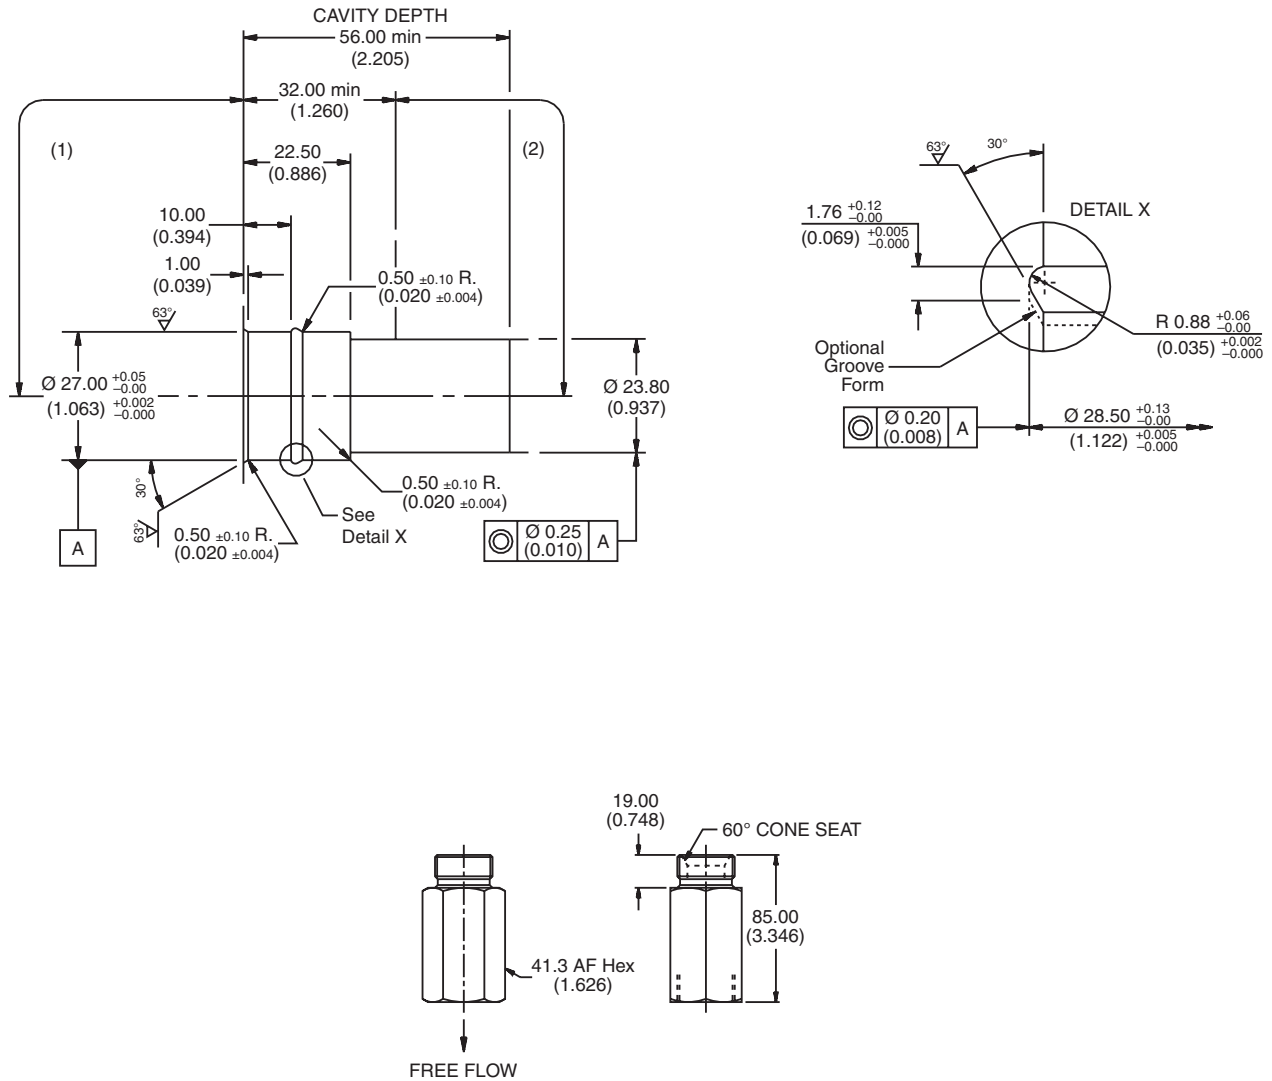 CAVITY DEPTH
56.00 min
(2.205)
32.00 min
(1.260)
(1)
(2)
22.50
(0.886)
10.00
(0.394)
1.00
(0.039)
0.50 ±0.10 R.
(0.020 ±0.004)
63°
Ø 27.00 +0.05 −0.00
(1.063) +0.002 −0.000
Ø 23.80
(0.937)
30°
63°
A
0.50 ±0.10 R.
(0.020 ±0.004)
See
Detail X
0.50 ±0.10 R.
(0.020 ±0.004)
Ø 0.25
(0.010)
A
63°
30°
DETAIL X
1.76 +0.12 −0.00
(0.069) +0.005 −0.000
R 0.88 +0.06 −0.00
(0.035) +0.002 −0.000
Optional
Groove
Form
Ø 0.20
(0.008)
A
Ø 28.50 +0.13 −0.00
(1.122) +0.005 −0.000
19.00
(0.748)
60° CONE SEAT
85.00
(3.346)
41.3 AF Hex
(1.626)
FREE FLOW